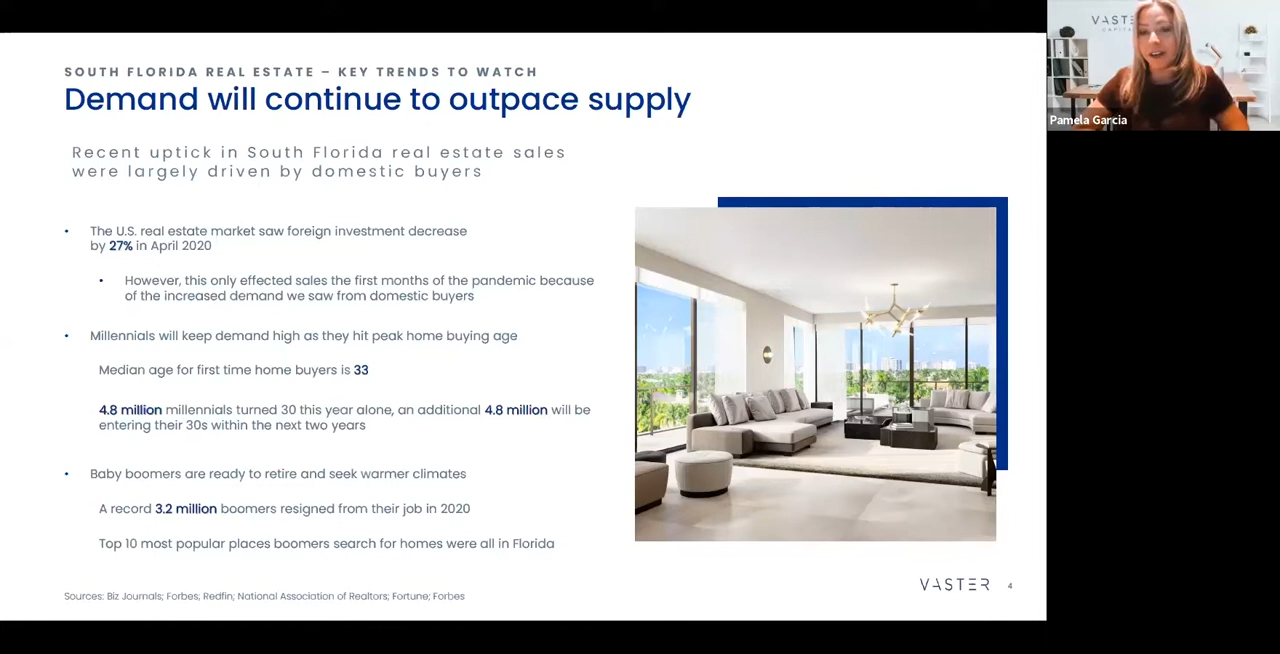 SOUTH FLORIDA REAL ESTATE – KEY TRENDS TO WATCH
Demand will continue to outpace supply
Recent uptick in South Florida real estate sales
were largely driven by domestic buyers
• The U.S. real estate market saw foreign investment decrease
by 27% in April 2020
• However, this only effected sales the first months of the pandemic because
of the increased demand we saw from domestic buyers
• Millennials will keep demand high as they hit peak home buying age
Median age for first time home buyers is 33
4.8 million millennials turned 30 this year alone, an additional 4.8 million will be
entering their 30s within the next two years
• Baby boomers are ready to retire and seek warmer climates
A record 3.2 million boomers resigned from their job in 2020
Top 10 most popular places boomers search for homes were all in Florida
Sources: Biz Journals; Forbes; Redfin; National Association of Realtors; Fortune; Forbes
VASTER 4
Pamela Garcia